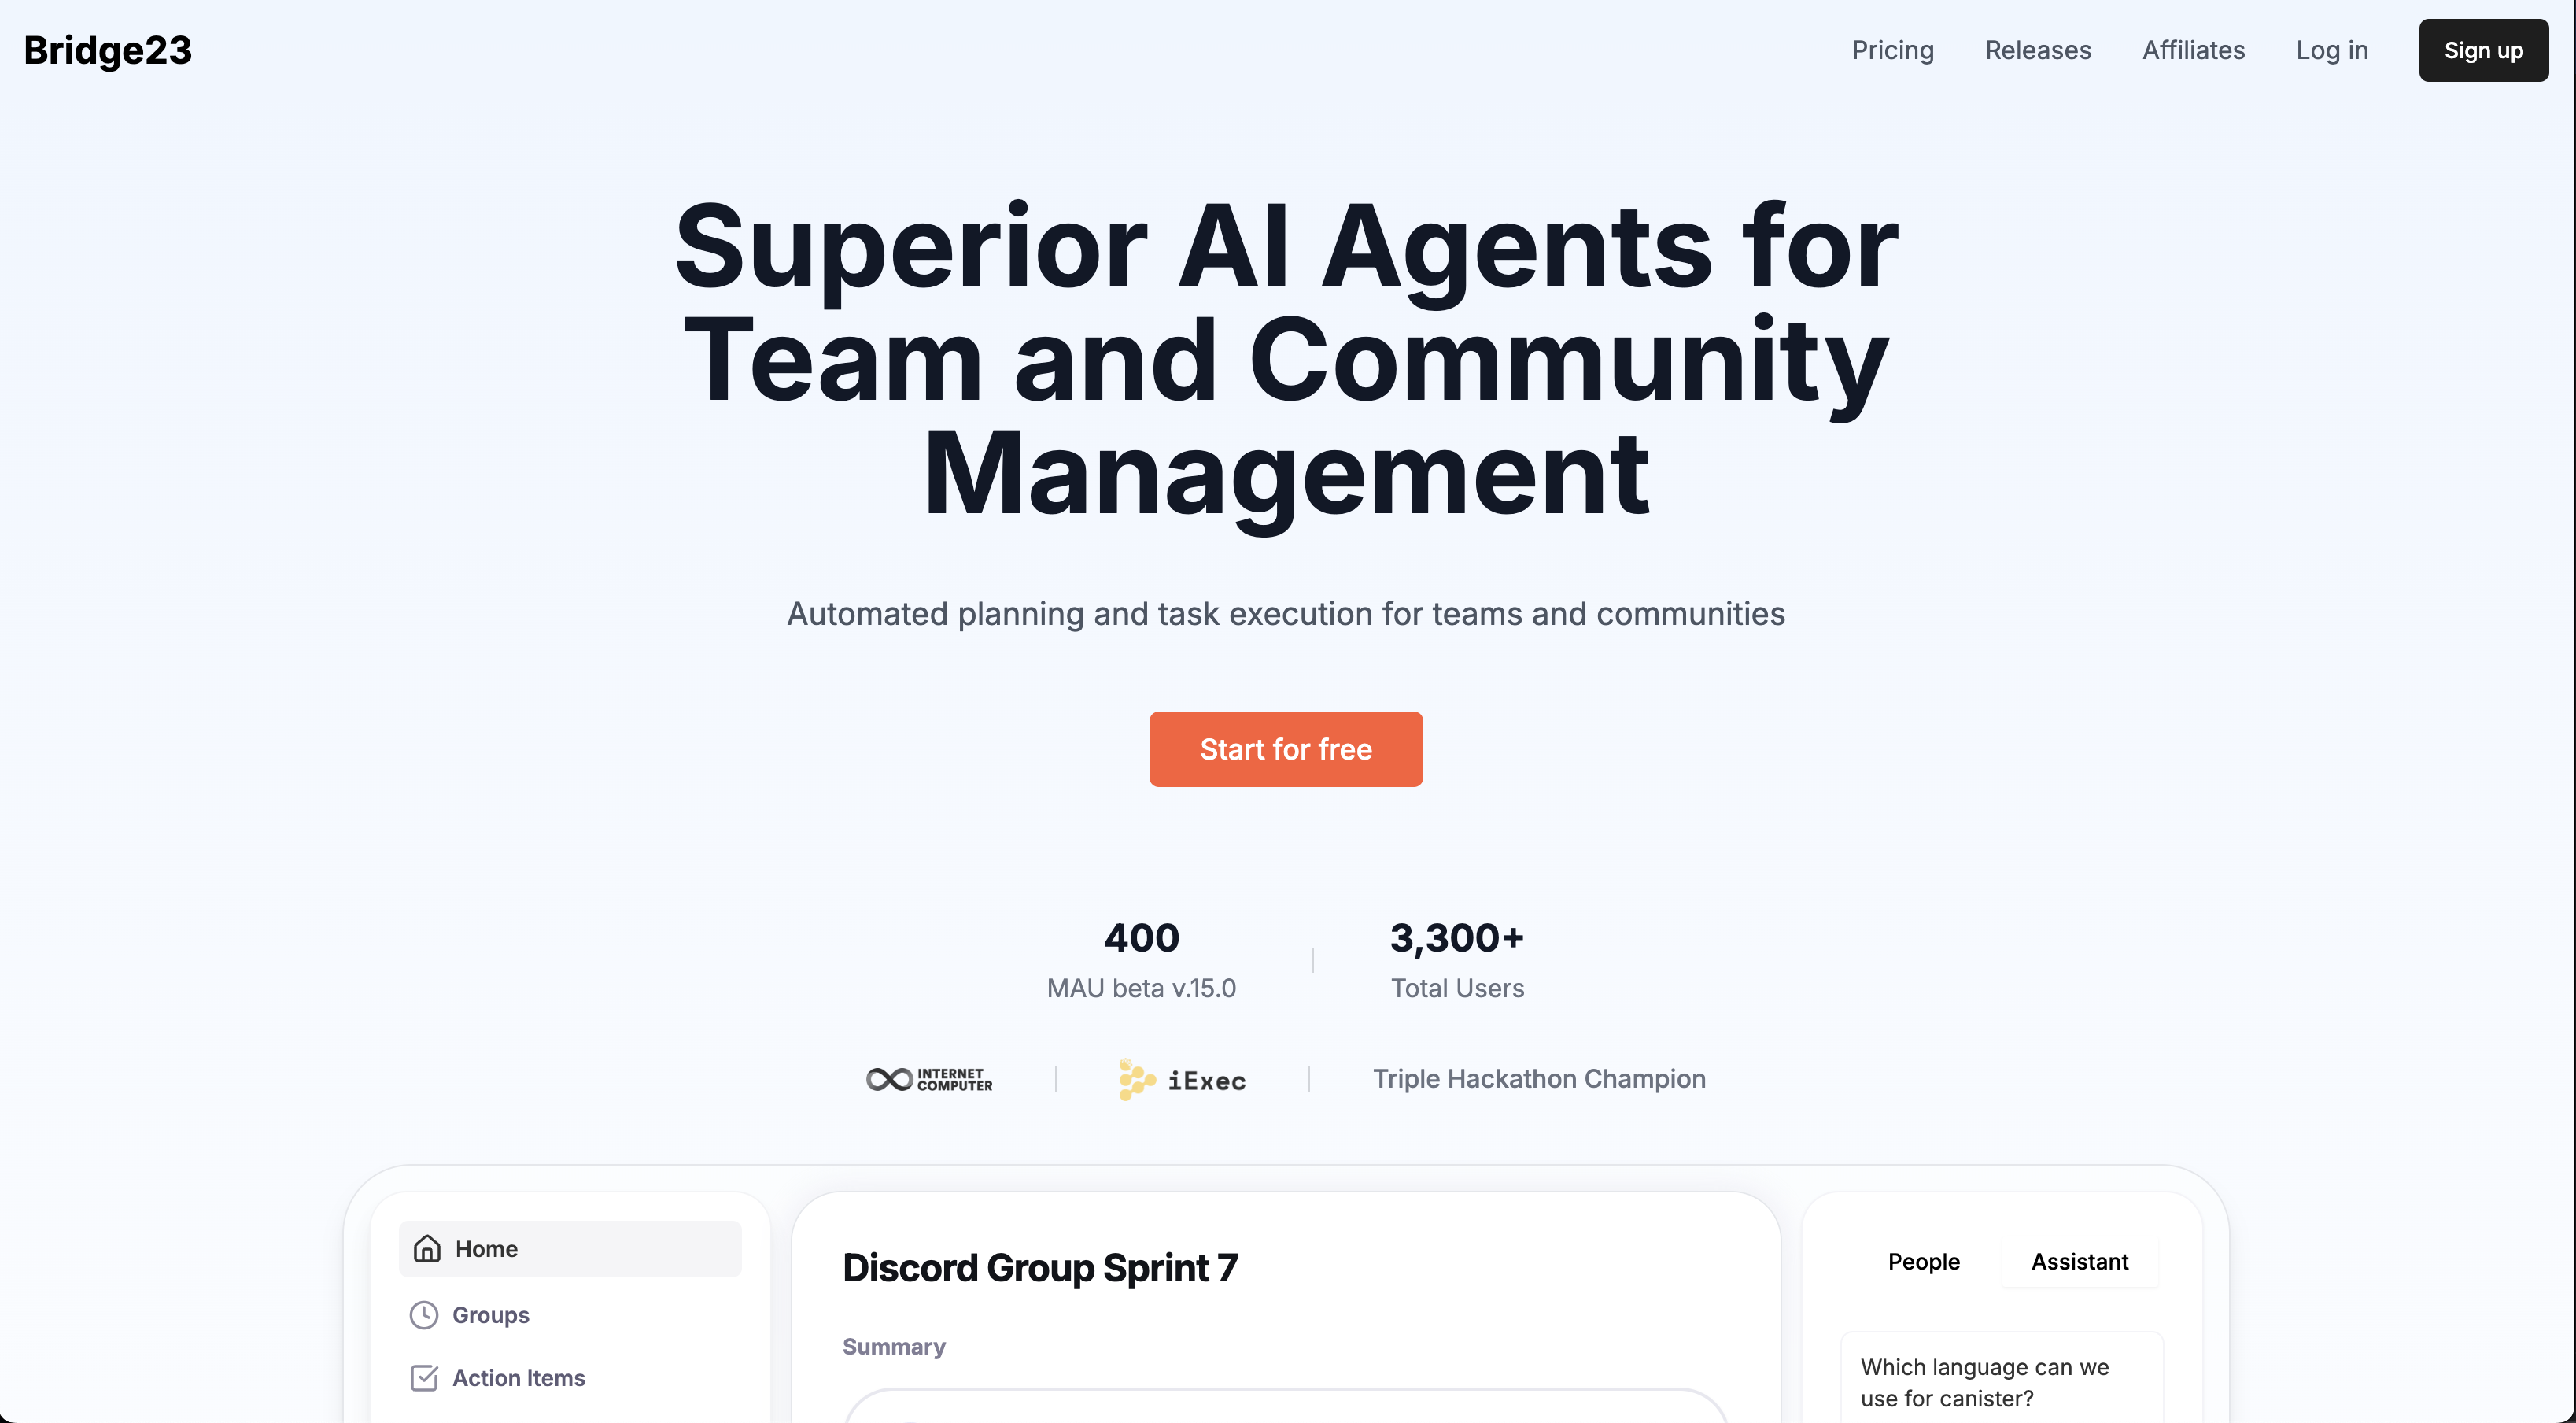 Bridge23
Pricing
Releases
Affiliates
Log in
Sign up
Superior AI Agents for
Team and Community
Management
Automated planning and task execution for teams and communities
Start for free
400
MAU beta v.15.0
3,300+
Total Users
INTERNET
COMPUTER
iExec
Triple Hackathon Champion
Home
Groups
Action Items
Discord Group Sprint 7
Summary
People
Assistant
Which language can we
use for canister?